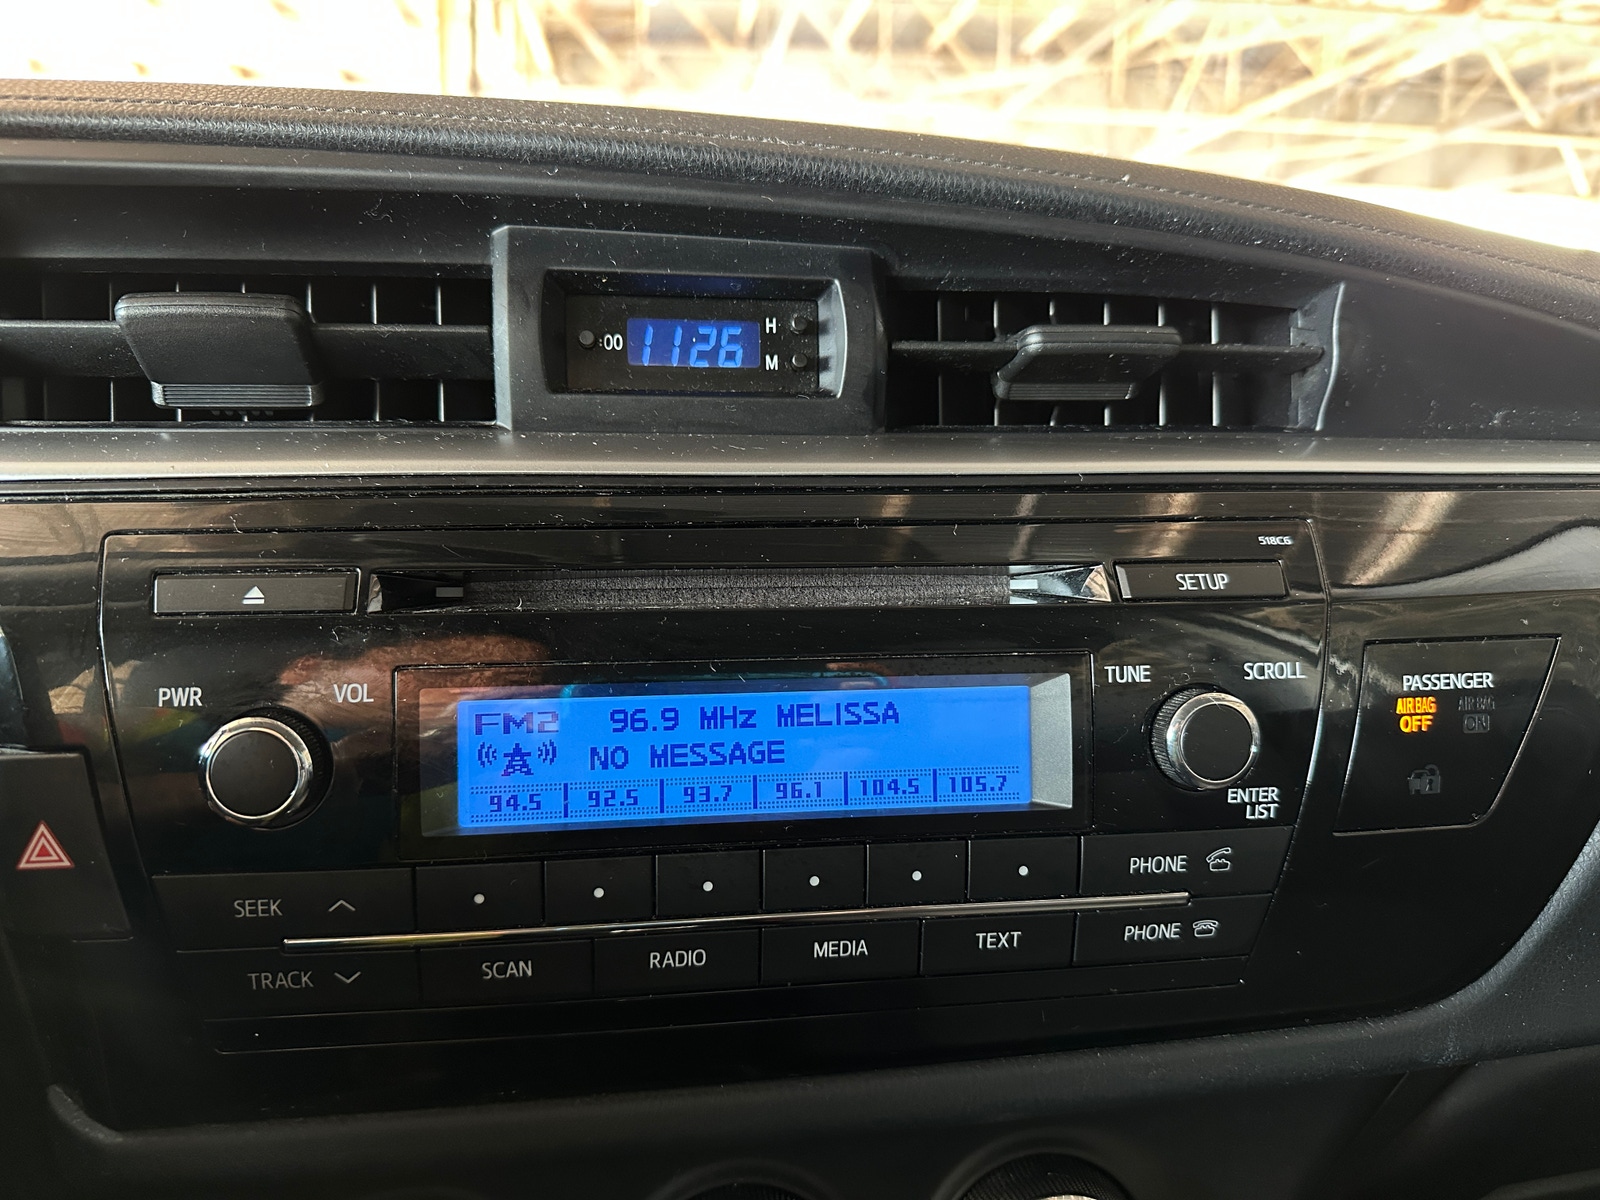 :00 1126 H
M
518C6
SETUP
PWR VOL
TUNE SCROLL
FM2 96.9 MHz MELISSA
NO MESSAGE
94.5 92.5 93.7 96.1 104.5 105.7
ENTER
LIST
PASSENGER
AIR BAG OFF
AIR BAG ON
SEEK
PHONE
TRACK
SCAN
RADIO
MEDIA
TEXT
PHONE